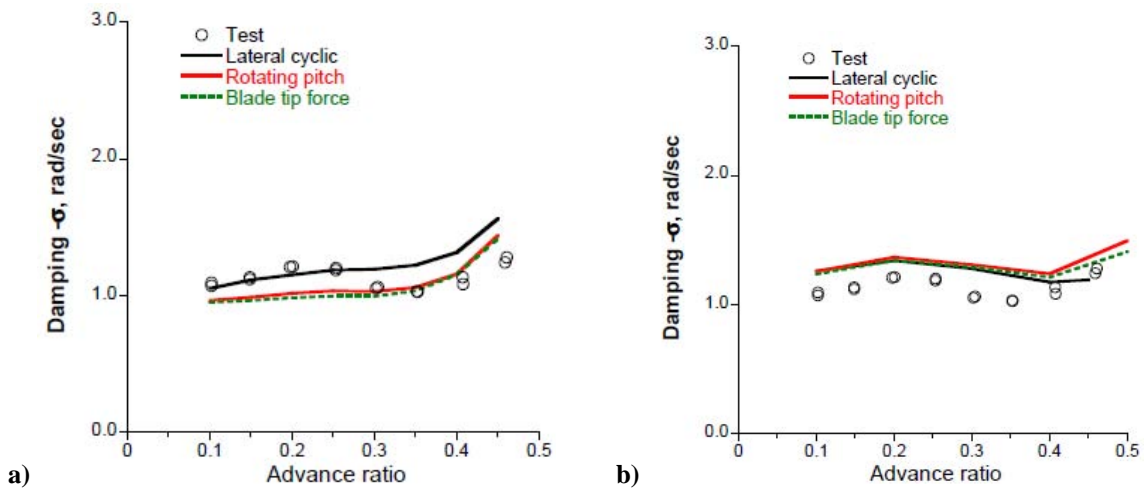 3.0
Test
Lateral cyclic
Rotating pitch
Blade tip force
2.0
Damping -σ, rad/sec
1.0
0.0
0 0.1 0.2 0.3 0.4 0.5
Advance ratio
a)
3.0
Test
Lateral cyclic
Rotating pitch
Blade tip force
2.0
Damping -σ, rad/sec
1.0
0.0
0 0.1 0.2 0.3 0.4 0.5
Advance ratio
b)